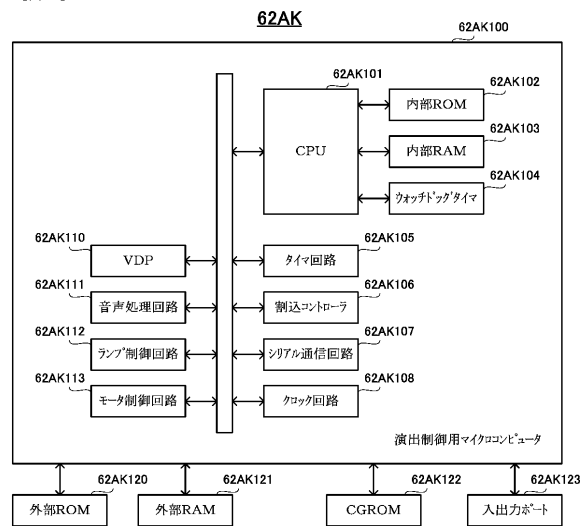 62AK
62AK100
62AK101
CPU
62AK102
内部ROM
62AK103
内部RAM
62AK104
ウォッチドッグタイマ
62AK110
VDP
62AK105
タイマ回路
62AK111
音声処理回路
62AK106
割込コントローラ
62AK112
ランプ制御回路
62AK107
シリアル通信回路
62AK113
モータ制御回路
62AK108
クロック回路
演出制御用マイクロコンピュータ
62AK120
外部ROM
62AK121
外部RAM
62AK122
CGROM
62AK123
入出力ポート